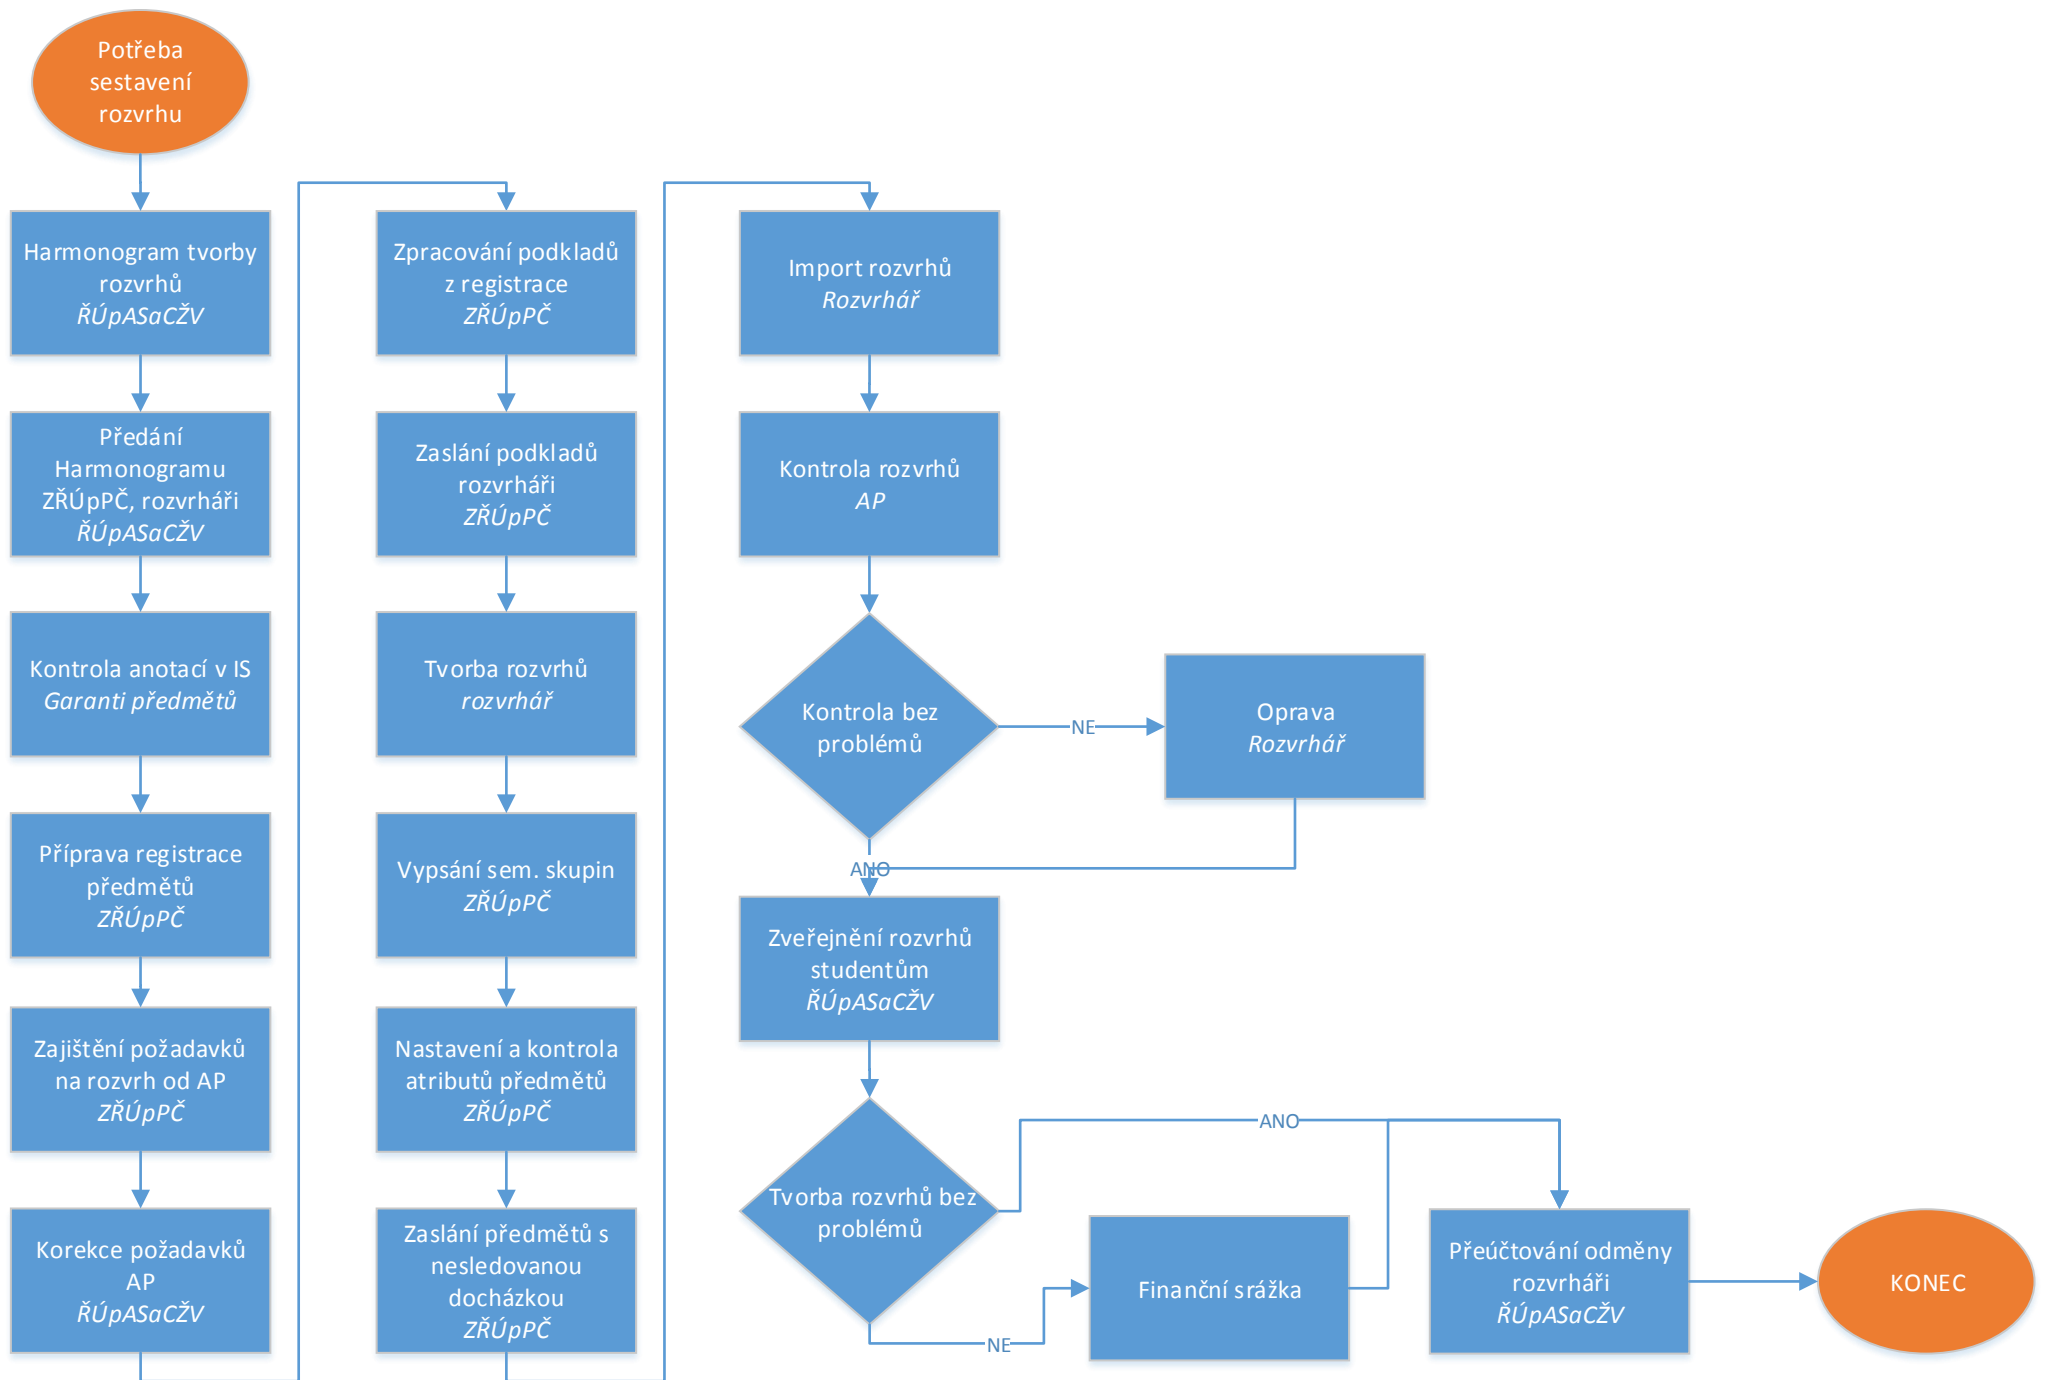 Potřeba
sestavení
rozvrhu
Harmonogram tvorby
rozvrhů
ŘÚpASaCŽV
Předání
Harmonogramu
ZŘÚpPČ, rozvrháři
ŘÚpASaCŽV
Kontrola anotací v IS
Garanti předmětů
Příprava registrace
předmětů
ZŘÚpPČ
Zajištění požadavků
na rozvrh od AP
ZŘÚpPČ
Korekce požadavků
AP
ŘÚpASaCŽV
Zpracování podkladů
z registrace
ZŘÚpPČ
Zaslání podkladů
rozvrháři
ZŘÚpPČ
Tvorba rozvrhů
rozvrhář
Vypsání sem. skupin
ZŘÚpPČ
Nastavení a kontrola
atributů předmětů
ZŘÚpPČ
Zaslání předmětů s
nesledovanou
docházkou
ZŘÚpPČ
Import rozvrhů
Rozvrhář
Kontrola rozvrhů
AP
Kontrola bez
problémů
NE
Oprava
Rozvrhář
ANO
Zveřejnění rozvrhů
studentům
ŘÚpASaCŽV
Tvorba rozvrhů bez
problémů
ANO
NE
Finanční srážka
Přeúčtování odměny
rozvrháři
ŘÚpASaCŽV
KONEC